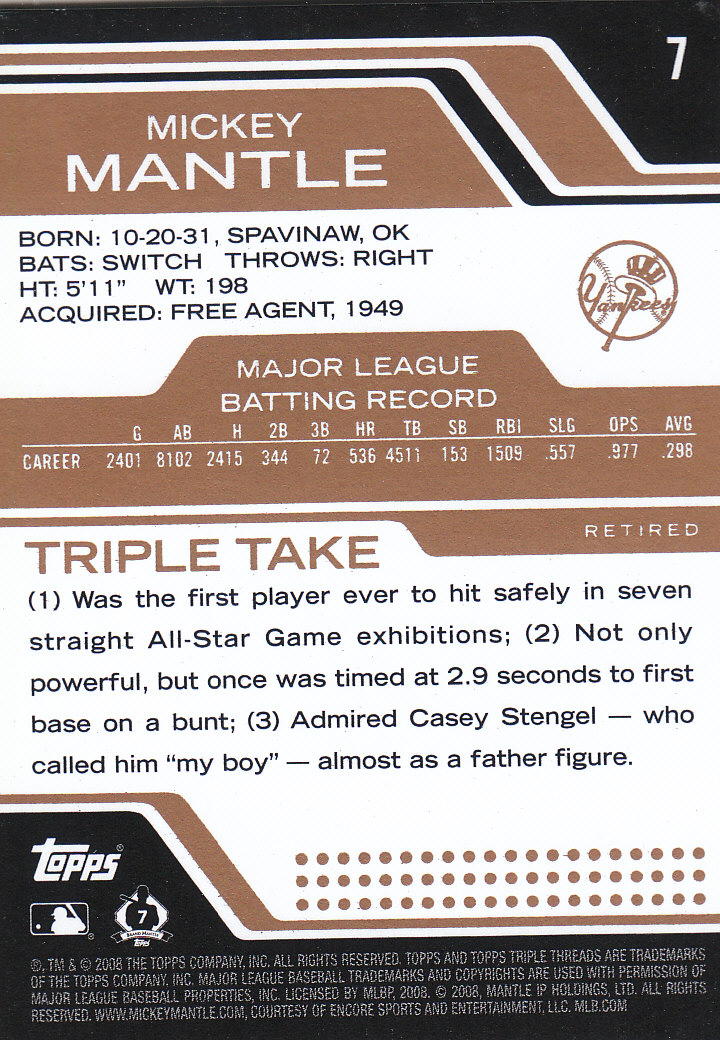 7
MICKEY
MANTLE
BORN: 10-20-31, SPAVINAW, OK
BATS: SWITCH THROWS: RIGHT
HT: 5'11" WT: 198
ACQUIRED: FREE AGENT, 1949
Yankees
MAJOR LEAGUE
BATTING RECORD
G AB H 2B 3B HR TB SB RBI SLG OPS AVG
CAREER 2401 8102 2415 344 72 536 4511 153 1509 .557 .977 .298
RETIRED
TRIPLE TAKE
(1) Was the first player ever to hit safely in seven
straight All-Star Game exhibitions; (2) Not only
powerful, but once was timed at 2.9 seconds to first
base on a bunt; (3) Admired Casey Stengel — who
called him “my boy” — almost as a father figure.
Topps®
7
BRAND MANTLE
Topps
®, TM & © 2008 THE TOPPS COMPANY, INC. ALL RIGHTS RESERVED. TOPPS AND TOPPS TRIPLE THREADS ARE TRADEMARKS
OF THE TOPPS COMPANY, INC. MAJOR LEAGUE BASEBALL TRADEMARKS AND COPYRIGHTS ARE USED WITH PERMISSION OF
MAJOR LEAGUE BASEBALL PROPERTIES, INC. LICENSED BY MLBP, 2008. © 2008, MANTLE IP HOLDINGS, LTD. ALL RIGHTS
RESERVED. WWW.MICKEYMANTLE.COM, COURTESY OF ENCORE SPORTS AND ENTERTAINMENT, LLC. MLB.COM